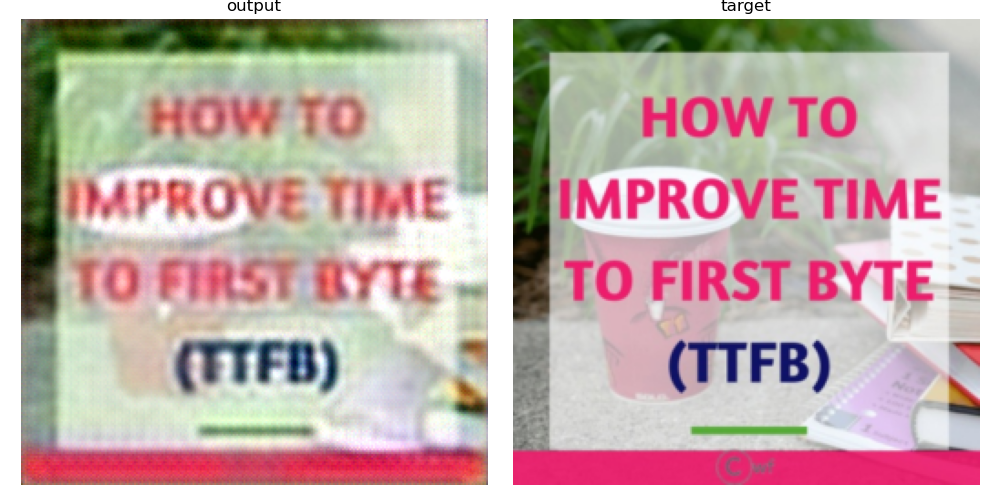 output
target
HOW TO
IMPROVE TIME
TO FIRST BYTE
(TTFB)
HOW TO
IMPROVE TIME
TO FIRST BYTE
(TTFB)